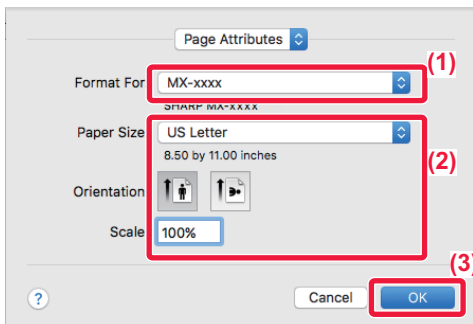 Page Attributes
(1)
Format For MX-xxxx
SHARP MX-xxxx
Paper Size US Letter
8.50 by 11.00 inches
(2)
Orientation
Scale 100%
(3)
? Cancel OK